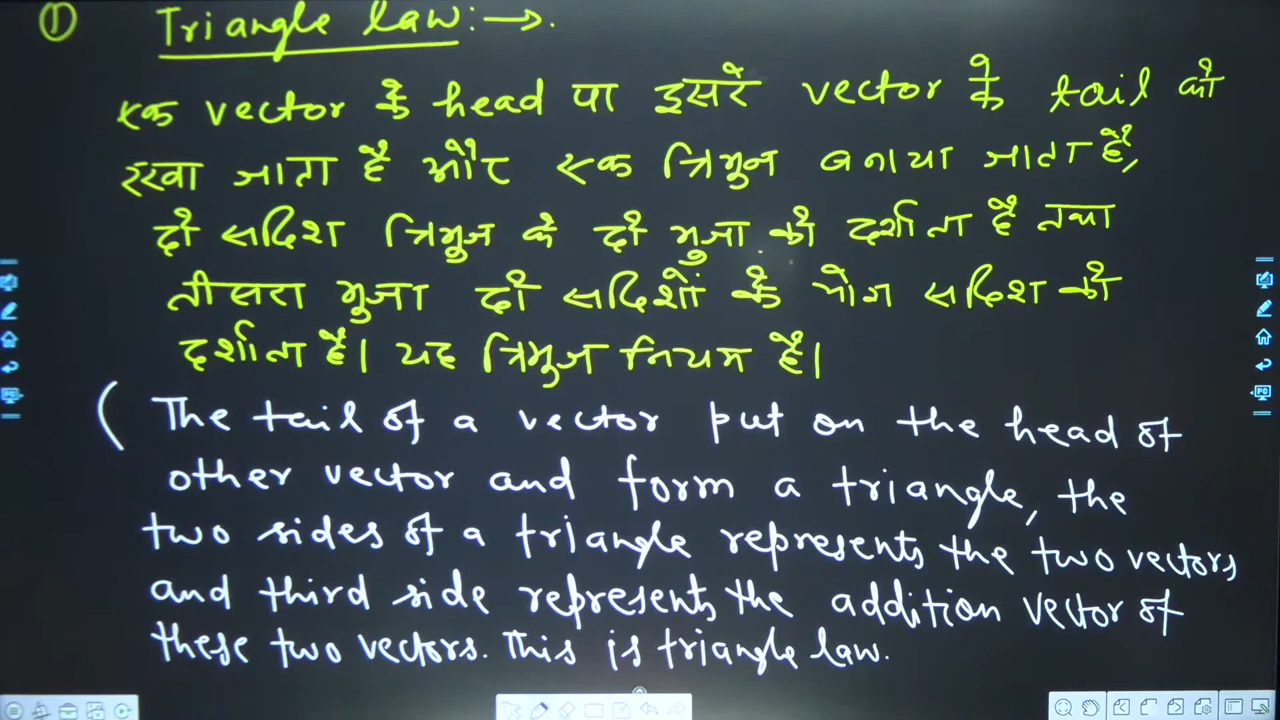 ① Triangle law :→.
एक vector के head पा दूसरे vector के tail को
रखा जाता है और एक त्रिभुज बनाया जाता है,
दो सदिश त्रिभुज के दो भुजा को दर्शाता है तथा
तीसरा भुजा दो सदिशों के योग सदिश को
दर्शाता है। यह त्रिभुज नियम है।
(The tail of a vector put on the head of
other vector and form a triangle, the
two sides of a triangle represents the two vectors
and third side represents the addition vector of
these two vectors. This is triangle law.